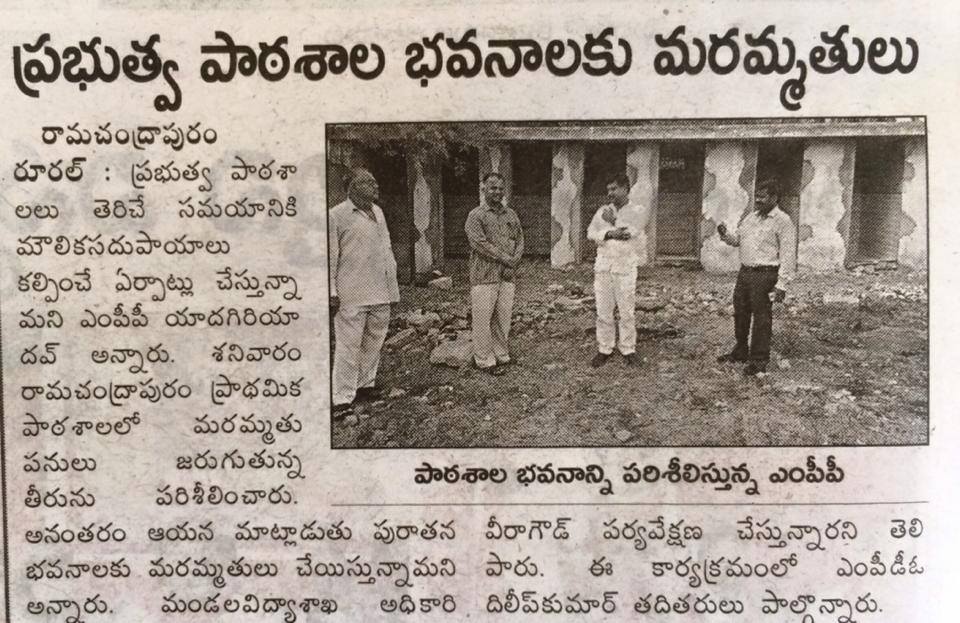 ప్రభుత్వ పాఠశాల భవనాలకు మరమ్మతులు
రామచంద్రాపురం
రూరల్ : ప్రభుత్వ పాఠశా
లలు తెరిచే సమయానికి
మౌలికసదుపాయాలు
కల్పించే ఏర్పాట్లు చేస్తున్నా
మని ఎంపీపీ యాదగిరియా
దవ్ అన్నారు. శనివారం
రామచంద్రాపురం ప్రాథమిక
పాఠశాలలో మరమ్మతు
పనులు జరుగుతున్న
తీరును పరిశీలించారు.
అనంతరం ఆయన మాట్లాడుతు పురాతన
భవనాలకు మరమ్మతులు చేయిస్తున్నామని
అన్నారు. మండలవిద్యాశాఖ అధికారి
పాఠశాల భవనాన్ని పరిశీలిస్తున్న ఎంపీపీ
వీరాగౌడ్ పర్యవేక్షణ చేస్తున్నారని తెలి
పారు. ఈ కార్యక్రమంలో ఎంపీడీఓ
దిలీప్‌కుమార్ తదితరులు పాల్గొన్నారు.